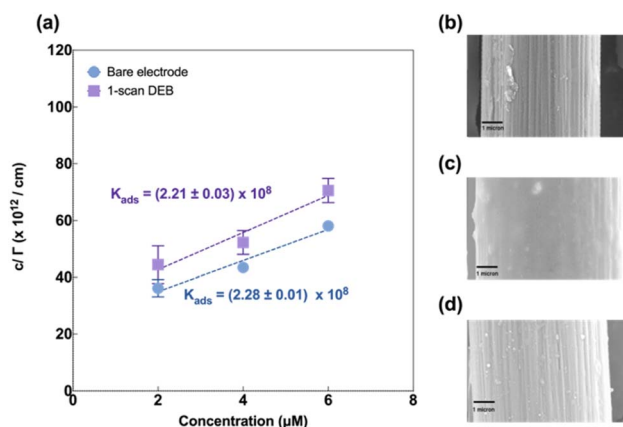 (a)
120
100
80
60
40
20
0
c/Γ (x 10¹² / cm)
Bare electrode
1-scan DEB
Kads = (2.21 ± 0.03) x 10⁸
Kads = (2.28 ± 0.01) x 10⁸
0 2 4 6 8
Concentration (µM)
(b)
1 micron
(c)
1 micron
(d)
1 micron